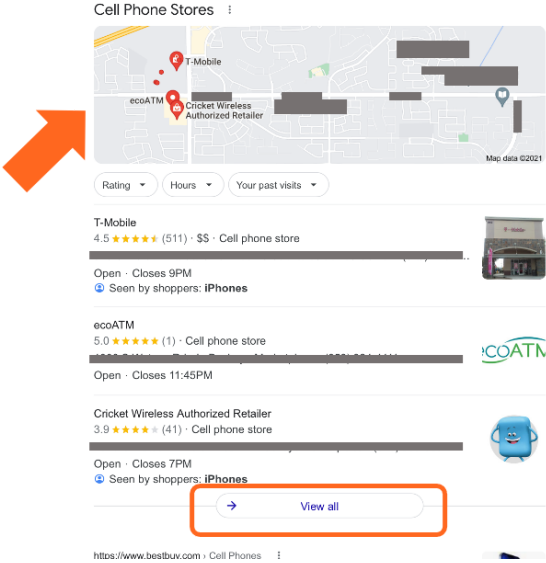 Cell Phone Stores
T-Mobile
ecoATM
Cricket Wireless
Authorized Retailer
Map data ©2021
Rating
Hours
Your past visits
T-Mobile
4.5 (511) · $$ · Cell phone store
Open · Closes 9PM
Seen by shoppers: iPhones
ecoATM
5.0 (1) · Cell phone store
Open · Closes 11:45PM
ecoATM
Cricket Wireless Authorized Retailer
3.9 (41) · Cell phone store
Open · Closes 7PM
Seen by shoppers: iPhones
View all
https://www.bestbuy.com › Cell Phones